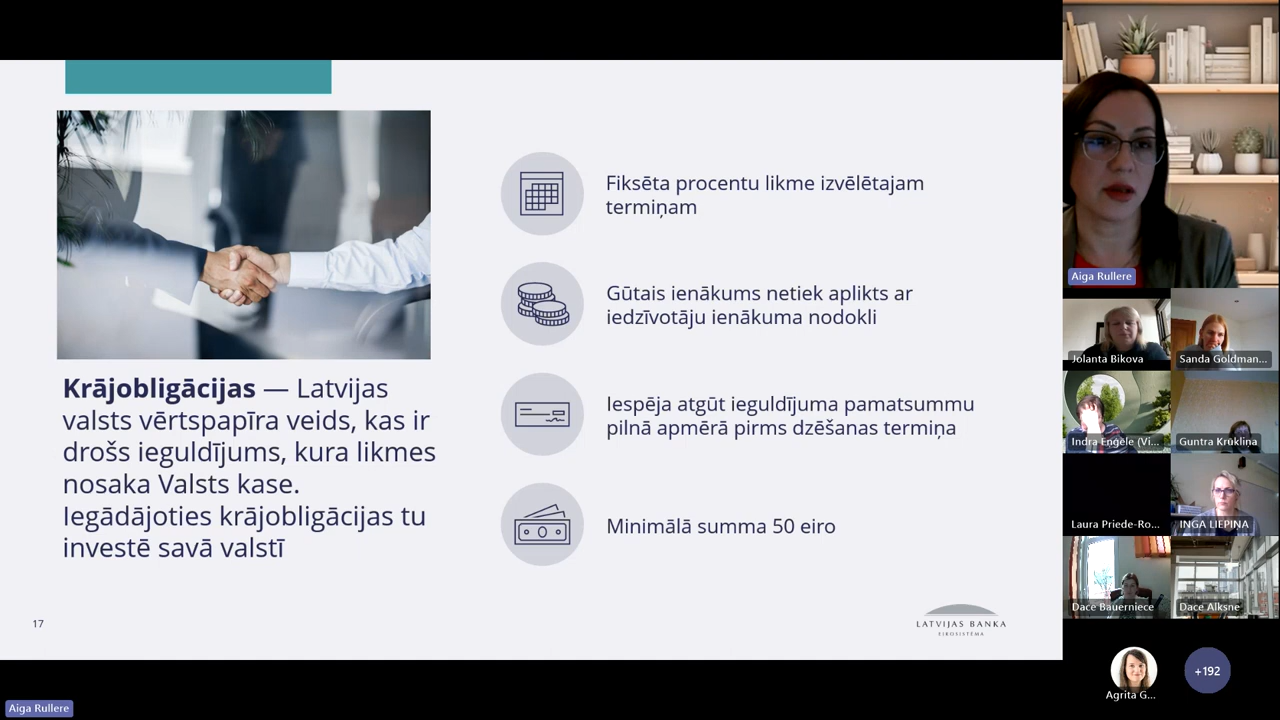 Krājobligācijas — Latvijas
valsts vērtspapīra veids, kas ir
drošs ieguldījums, kura likmes
nosaka Valsts kase.
Iegādājoties krājobligācijas tu
investē savā valstī
Fiksēta procentu likme izvēlētajam
termiņam
Gūtais ienākums netiek aplikts ar
iedzīvotāju ienākuma nodokli
Iespēja atgūt ieguldījuma pamatsummu
pilnā apmērā pirms dzēšanas termiņa
Minimālā summa 50 eiro
17
LATVIJAS BANKA
EIROSISTĒMA
Aiga Rullere
Jolanta Bikova
Sanda Goldman...
Indra Engele (Vi...
Guntra Krūkliņa
Laura Priede-Ro...
INGA LIEPIŅA
Dace Bauerniece
Dace Alksne
Agrita G...
+192
Aiga Rullere